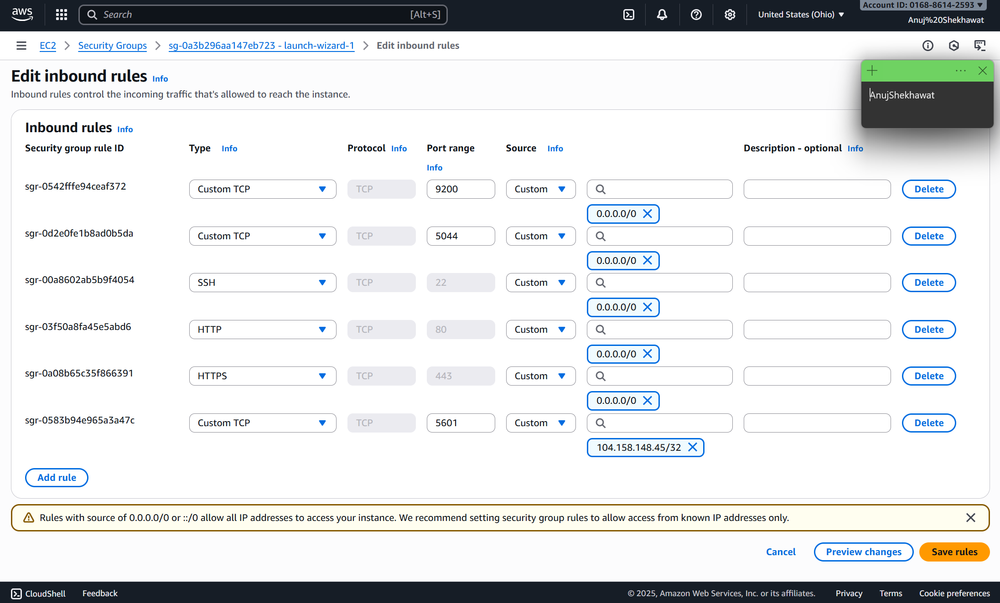 aws
Search [Alt+S]
United States (Ohio)
Account ID: 0168-8614-2593
Anuj%20Shekhawat
EC2
Security Groups
sg-0a3b296aa147eb723 - launch-wizard-1
Edit inbound rules
Edit inbound rules Info
Inbound rules control the incoming traffic that's allowed to reach the instance.
AnujShekhawat
Inbound rules Info
Security group rule ID Type Info Protocol Info Port range Info Source Info Description - optional Info
sgr-0542fffe94ceaf372 Custom TCP TCP 9200 Custom Delete
0.0.0.0/0
sgr-0d2e0fe1b8ad0b5da Custom TCP TCP 5044 Custom Delete
0.0.0.0/0
sgr-00a8602ab5b9f4054 SSH TCP 22 Custom Delete
0.0.0.0/0
sgr-03f50a8fa45e5abd6 HTTP TCP 80 Custom Delete
0.0.0.0/0
sgr-0a08b65c35f866391 HTTPS TCP 443 Custom Delete
0.0.0.0/0
sgr-0583b94e965a3a47c Custom TCP TCP 5601 Custom Delete
104.158.148.45/32
Add rule
Rules with source of 0.0.0.0/0 or ::/0 allow all IP addresses to access your instance. We recommend setting security group rules to allow access from known IP addresses only.
Cancel Preview changes Save rules
CloudShell Feedback © 2025, Amazon Web Services, Inc. or its affiliates. Privacy Terms Cookie preferences